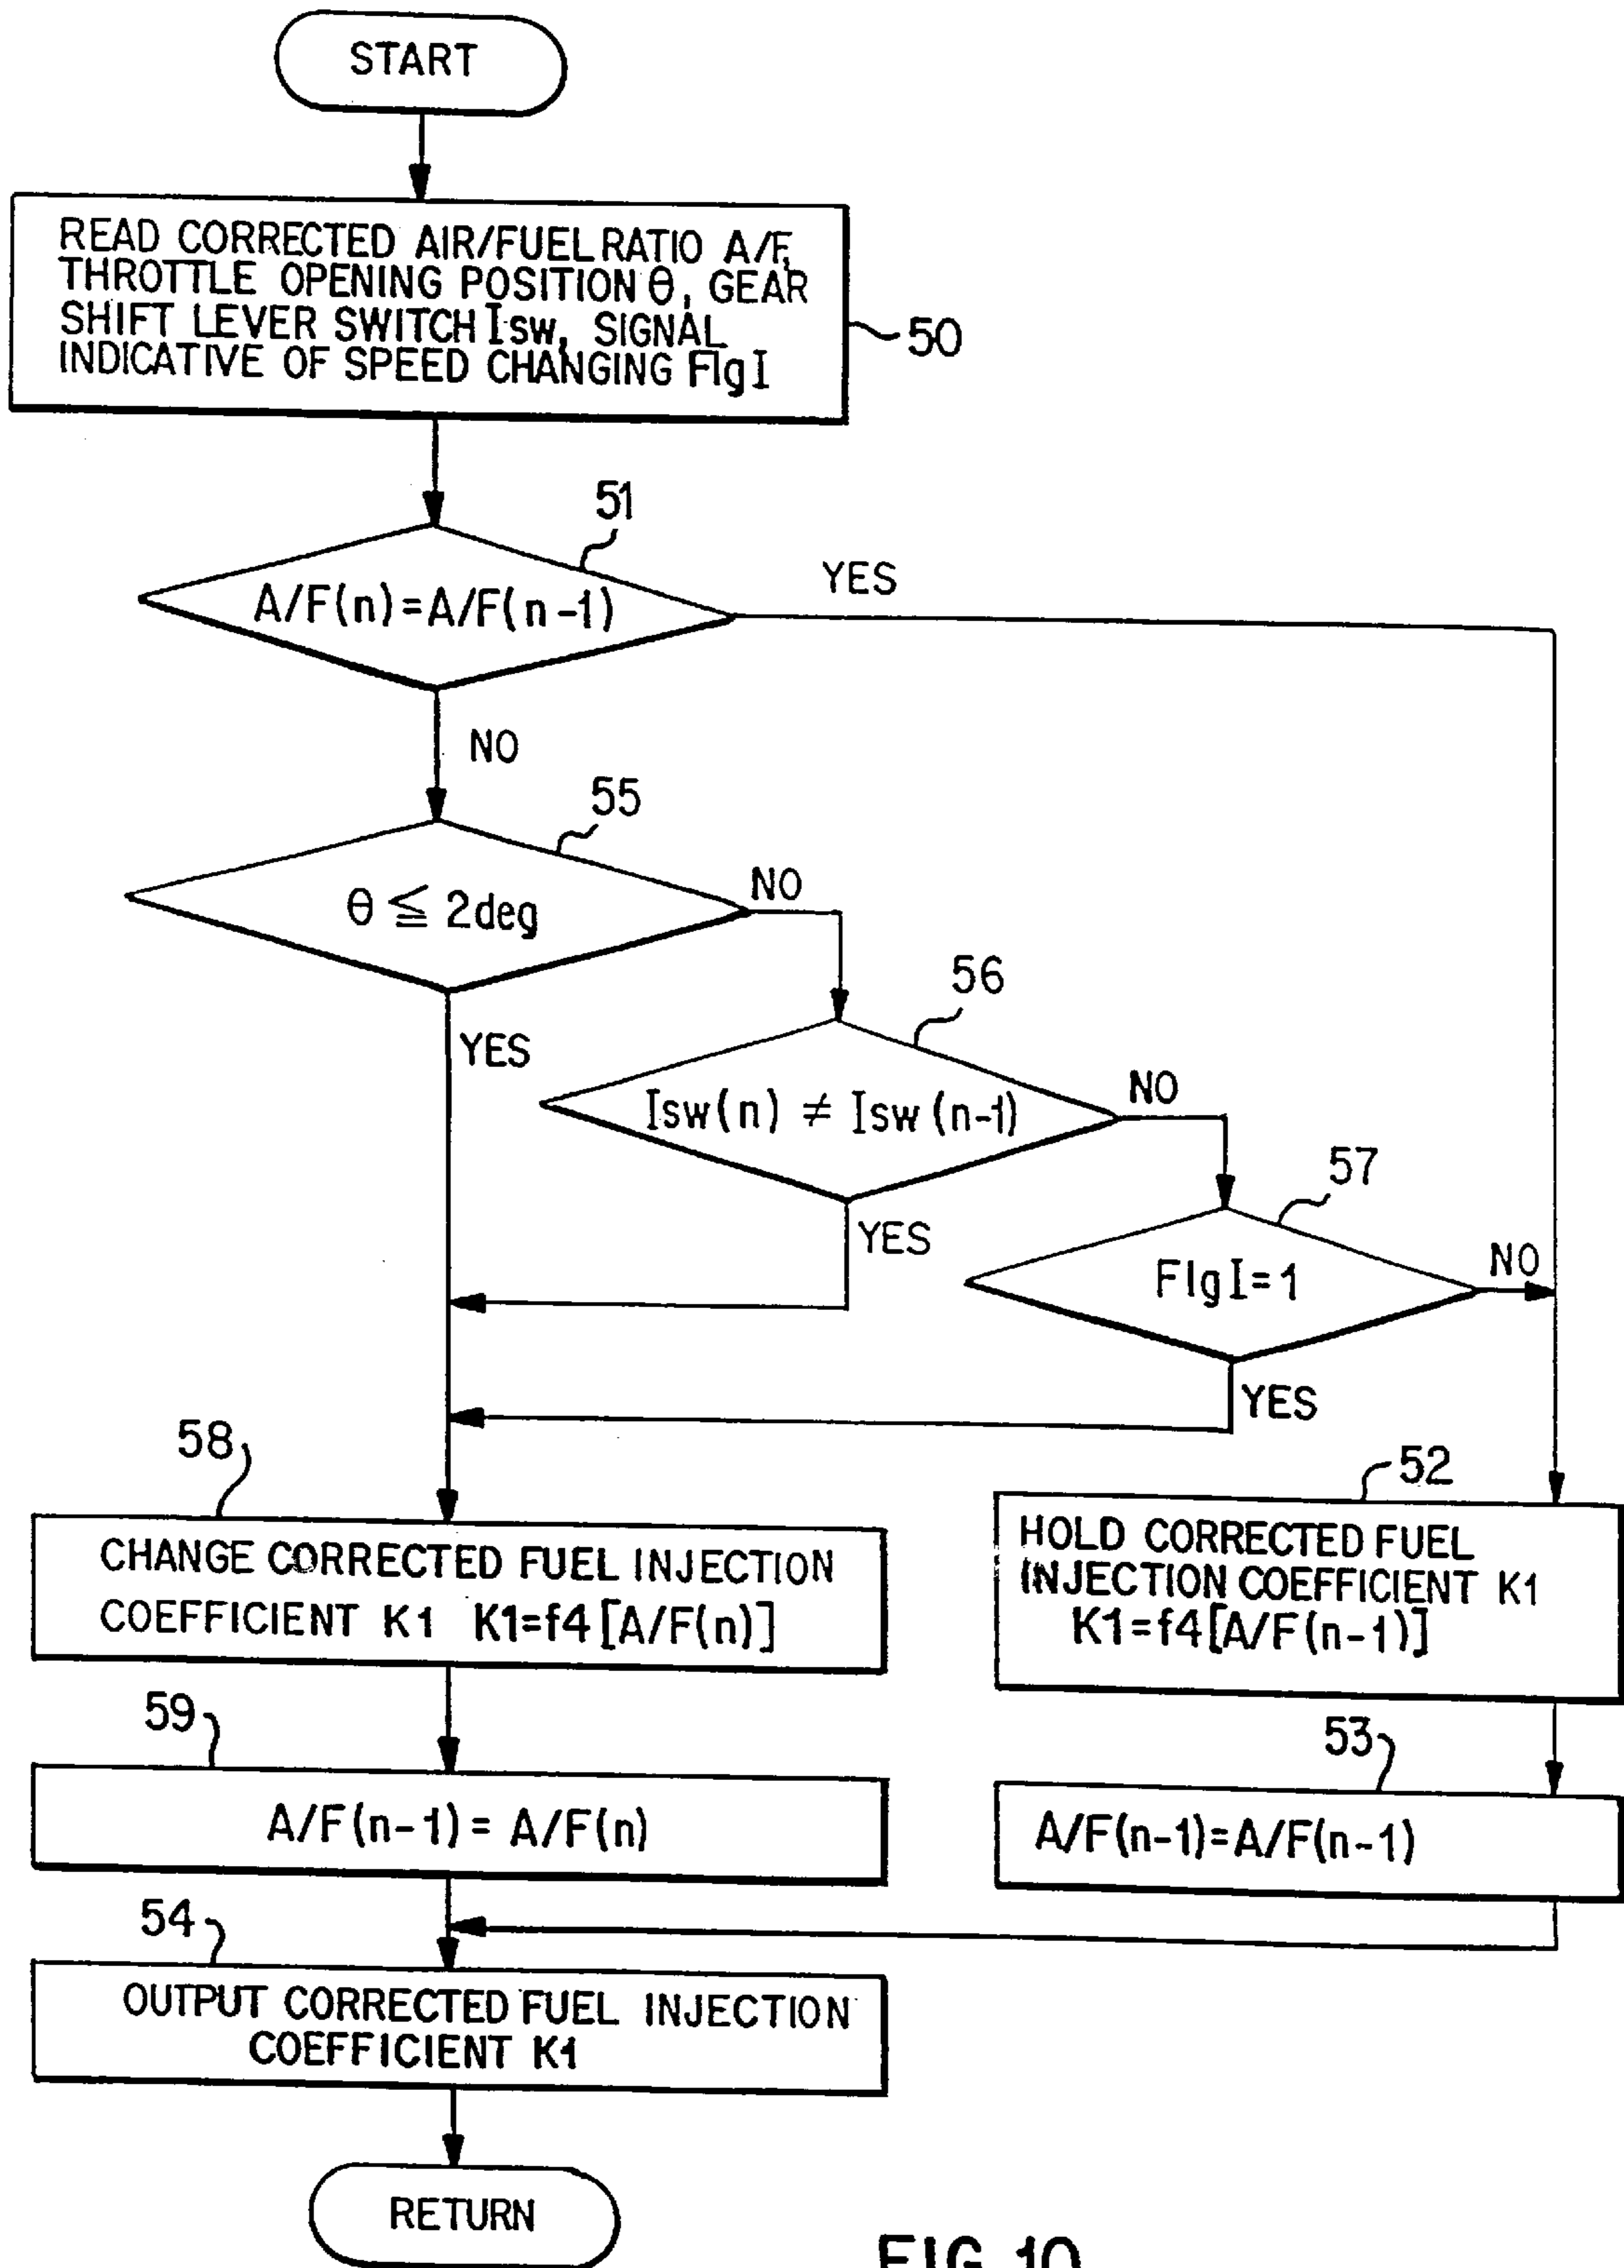 START
READ CORRECTED AIR/FUEL RATIO A/F,
THROTTLE OPENING POSITION θ, GEAR
SHIFT LEVER SWITCH Isw, SIGNAL
INDICATIVE OF SPEED CHANGING FlgI
50
51
A/F(n)=A/F(n-1)
YES
NO
55
θ ≦ 2deg
NO
YES
56
Isw(n) ≠ Isw(n-1)
NO
YES
57
FlgI=1
NO
YES
58
CHANGE CORRECTED FUEL INJECTION
COEFFICIENT K1 K1=f4[A/F(n)]
52
HOLD CORRECTED FUEL
INJECTION COEFFICIENT K1
K1=f4[A/F(n-1)]
59
A/F(n-1)= A/F(n)
53
A/F(n-1)=A/F(n-1)
54
OUTPUT CORRECTED FUEL INJECTION
COEFFICIENT K1
RETURN
FIG. 10